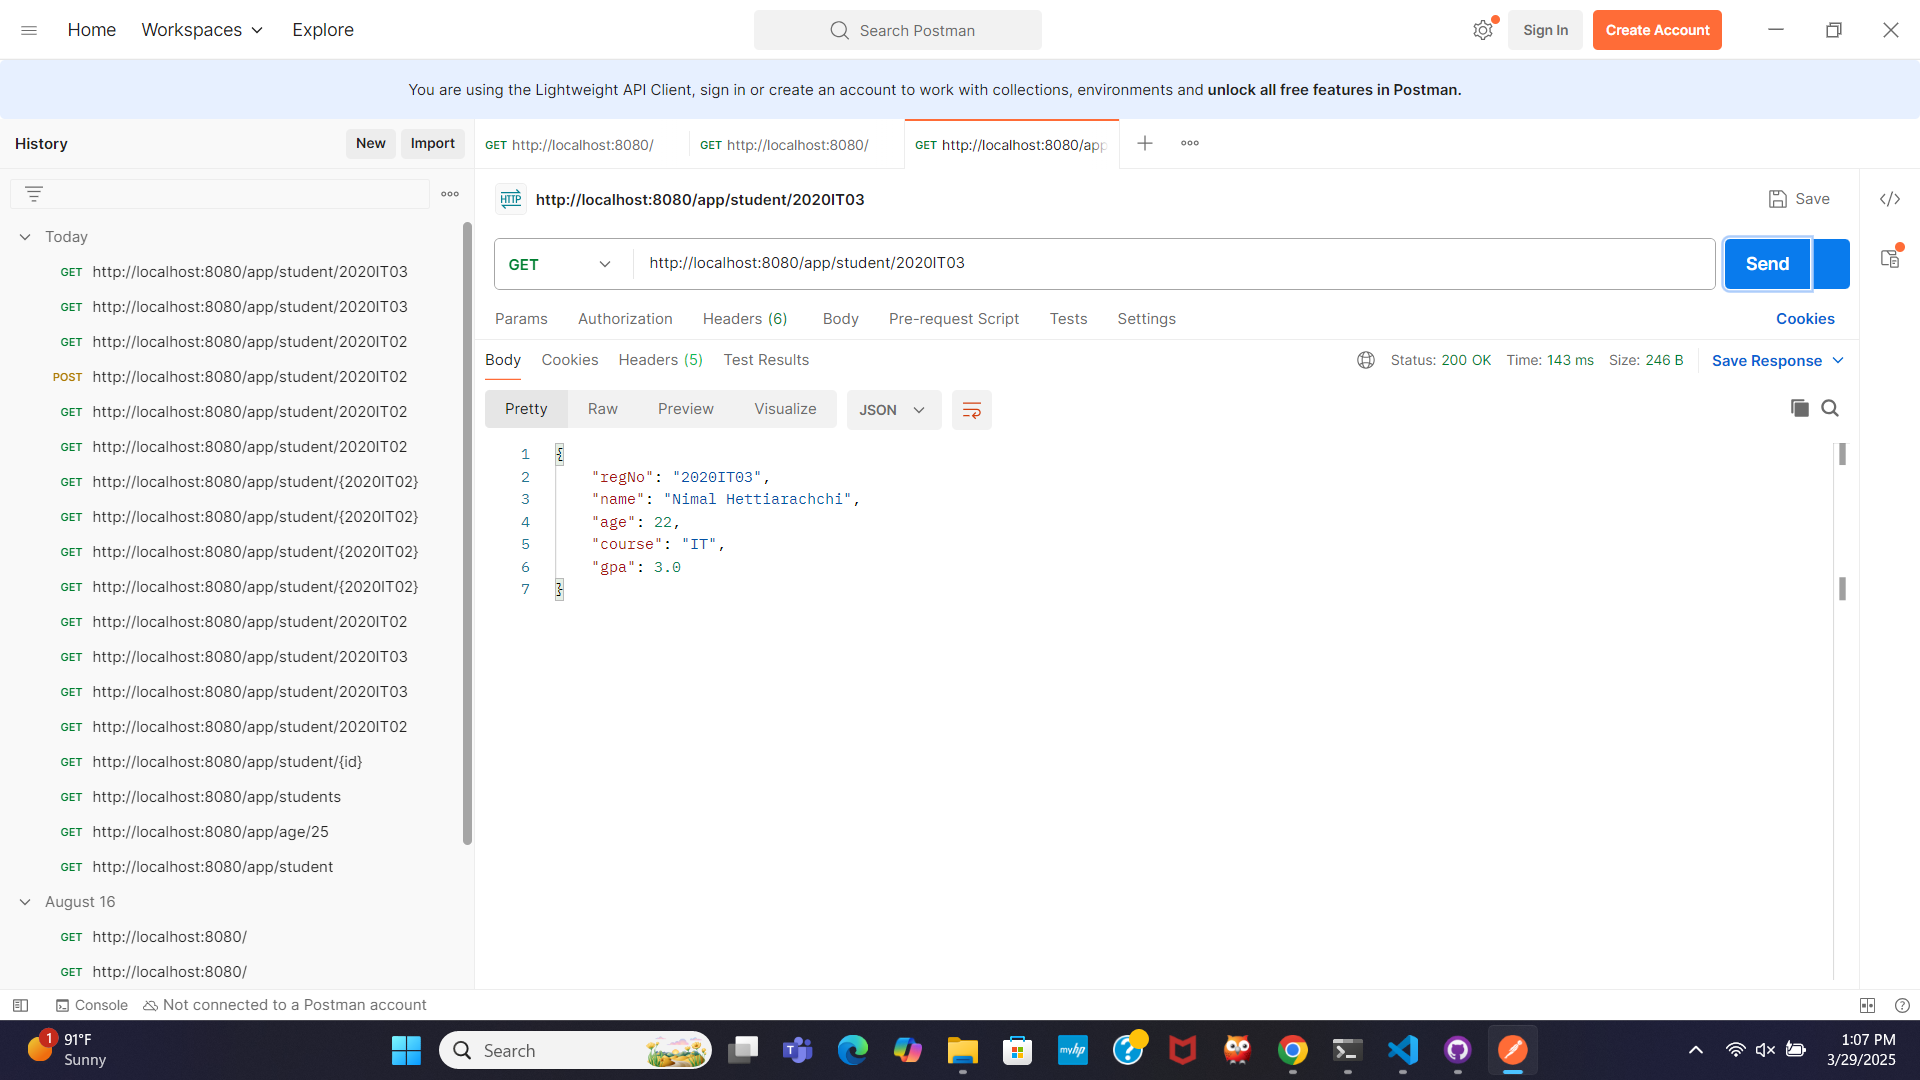 Home Workspaces Explore Search Postman Sign In Create Account
You are using the Lightweight API Client, sign in or create an account to work with collections, environments and unlock all free features in Postman.
History New Import
GET http://localhost:8080/ GET http://localhost:8080/ GET http://localhost:8080/app
HTTP http://localhost:8080/app/student/2020IT03 Save
GET http://localhost:8080/app/student/2020IT03 Send
Params Authorization Headers (6) Body Pre-request Script Tests Settings Cookies
Body Cookies Headers (5) Test Results Status: 200 OK Time: 143 ms Size: 246 B Save Response
Pretty Raw Preview Visualize JSON
1 {
2 "regNo": "2020IT03",
3 "name": "Nimal Hettiarachchi",
4 "age": 22,
5 "course": "IT",
6 "gpa": 3.0
7 }
Today
GET http://localhost:8080/app/student/2020IT03
GET http://localhost:8080/app/student/2020IT03
GET http://localhost:8080/app/student/2020IT02
POST http://localhost:8080/app/student/2020IT02
GET http://localhost:8080/app/student/2020IT02
GET http://localhost:8080/app/student/2020IT02
GET http://localhost:8080/app/student/{2020IT02}
GET http://localhost:8080/app/student/{2020IT02}
GET http://localhost:8080/app/student/{2020IT02}
GET http://localhost:8080/app/student/{2020IT02}
GET http://localhost:8080/app/student/2020IT02
GET http://localhost:8080/app/student/2020IT03
GET http://localhost:8080/app/student/2020IT03
GET http://localhost:8080/app/student/2020IT02
GET http://localhost:8080/app/student/{id}
GET http://localhost:8080/app/students
GET http://localhost:8080/app/age/25
GET http://localhost:8080/app/student
August 16
GET http://localhost:8080/
GET http://localhost:8080/
Console Not connected to a Postman account
1 91°F
Sunny
Search
myhp
1:07 PM
3/29/2025